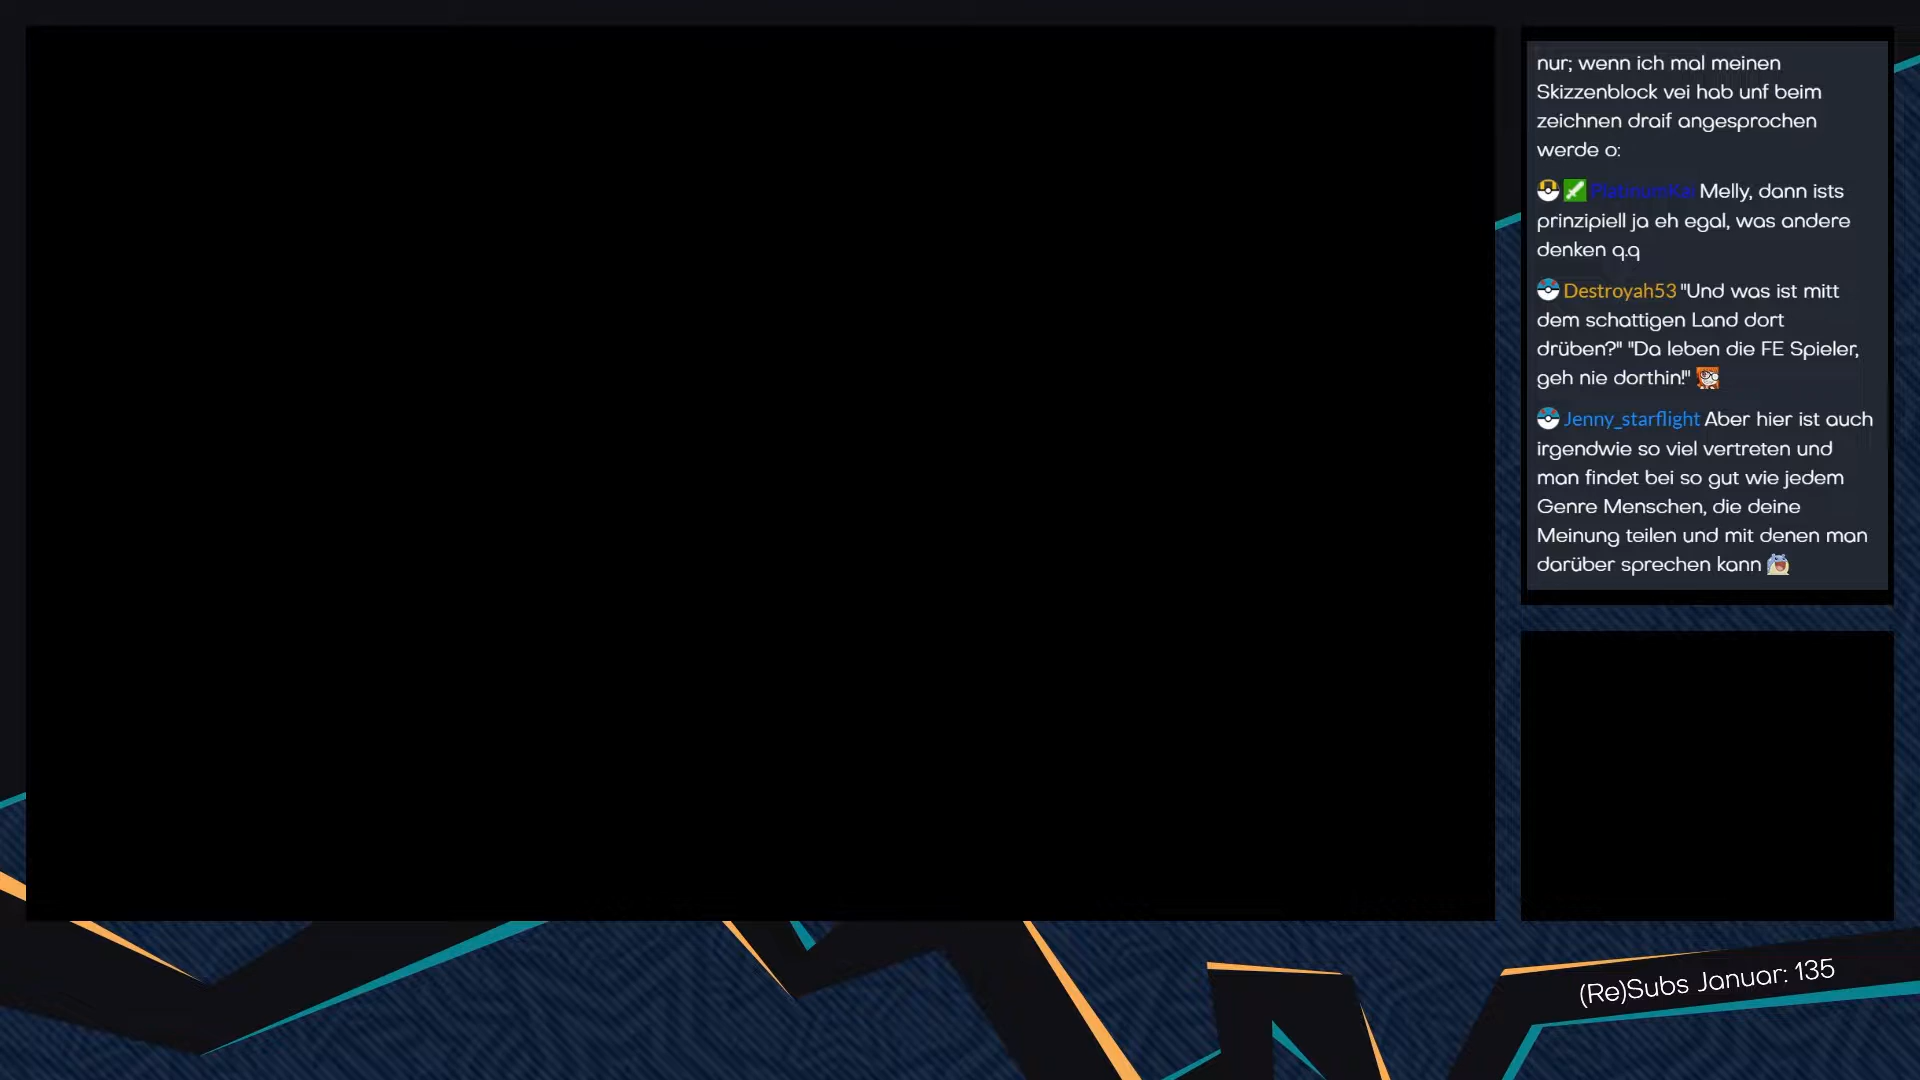 nur; wenn ich mal meinen
Skizzenblock vei hab unf beim
zeichnen draif angesprochen
werde o:
PlatinumKai Melly, dann ists
prinzipiell ja eh egal, was andere
denken q.q
Destroyah53 "Und was ist mitt
dem schattigen Land dort
drüben?" "Da leben die FE Spieler,
geh nie dorthin!"
Jenny_starflight Aber hier ist auch
irgendwie so viel vertreten und
man findet bei so gut wie jedem
Genre Menschen, die deine
Meinung teilen und mit denen man
darüber sprechen kann
(Re)Subs Januar: 135